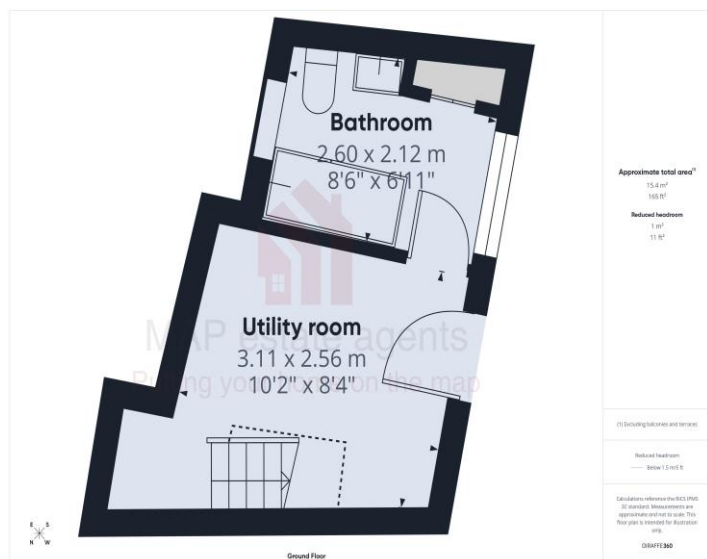 Bathroom
2.60 x 2.12 m
8'6" x 6'11"
Utility room
3.11 x 2.56 m
10'2" x 8'4"
MAP estate agents
Putting your home on the map
E S
N W
Ground Floor
Approximate total area(1)
15.4 m²
165 ft²
Reduced headroom
1 m²
11 ft²
(1) Excluding balconies and terraces
Reduced headroom
Below 1.5 m/5 ft
Calculations reference the RICS IPMS
3C standard. Measurements are
approximate and not to scale. This
floor plan is intended for illustration
only.
GIRAFFE360